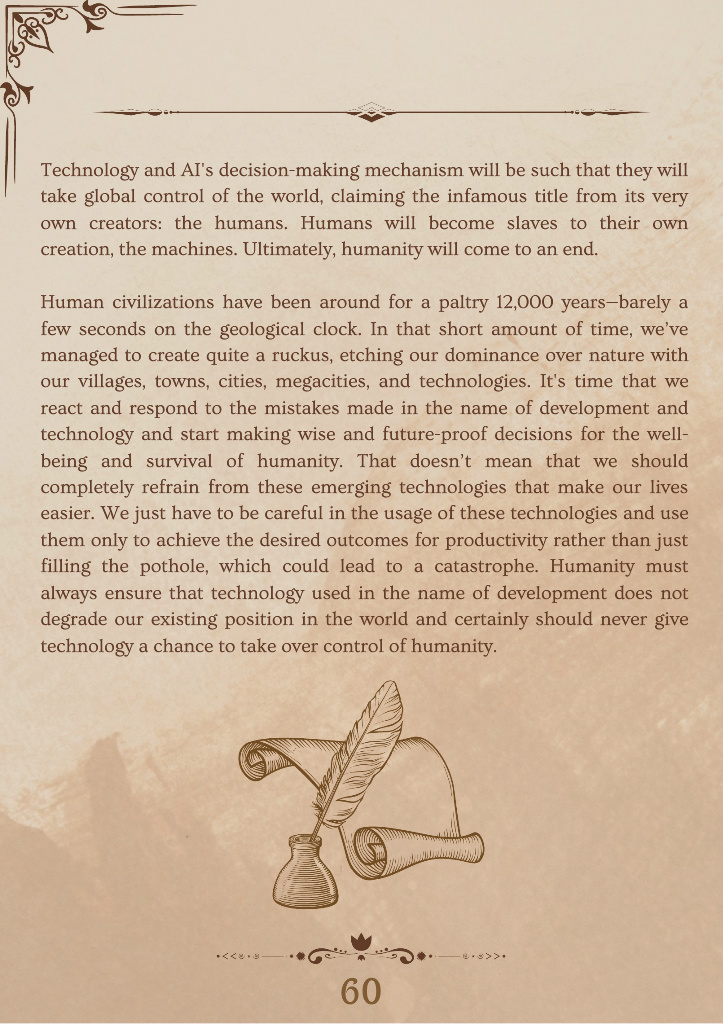 Technology and AI's decision-making mechanism will be such that they will
take global control of the world, claiming the infamous title from its very
own creators: the humans. Humans will become slaves to their own
creation, the machines. Ultimately, humanity will come to an end.
Human civilizations have been around for a paltry 12,000 years—barely a
few seconds on the geological clock. In that short amount of time, we’ve
managed to create quite a ruckus, etching our dominance over nature with
our villages, towns, cities, megacities, and technologies. It's time that we
react and respond to the mistakes made in the name of development and
technology and start making wise and future-proof decisions for the well-
being and survival of humanity. That doesn’t mean that we should
completely refrain from these emerging technologies that make our lives
easier. We just have to be careful in the usage of these technologies and use
them only to achieve the desired outcomes for productivity rather than just
filling the pothole, which could lead to a catastrophe. Humanity must
always ensure that technology used in the name of development does not
degrade our existing position in the world and certainly should never give
technology a chance to take over control of humanity.
60